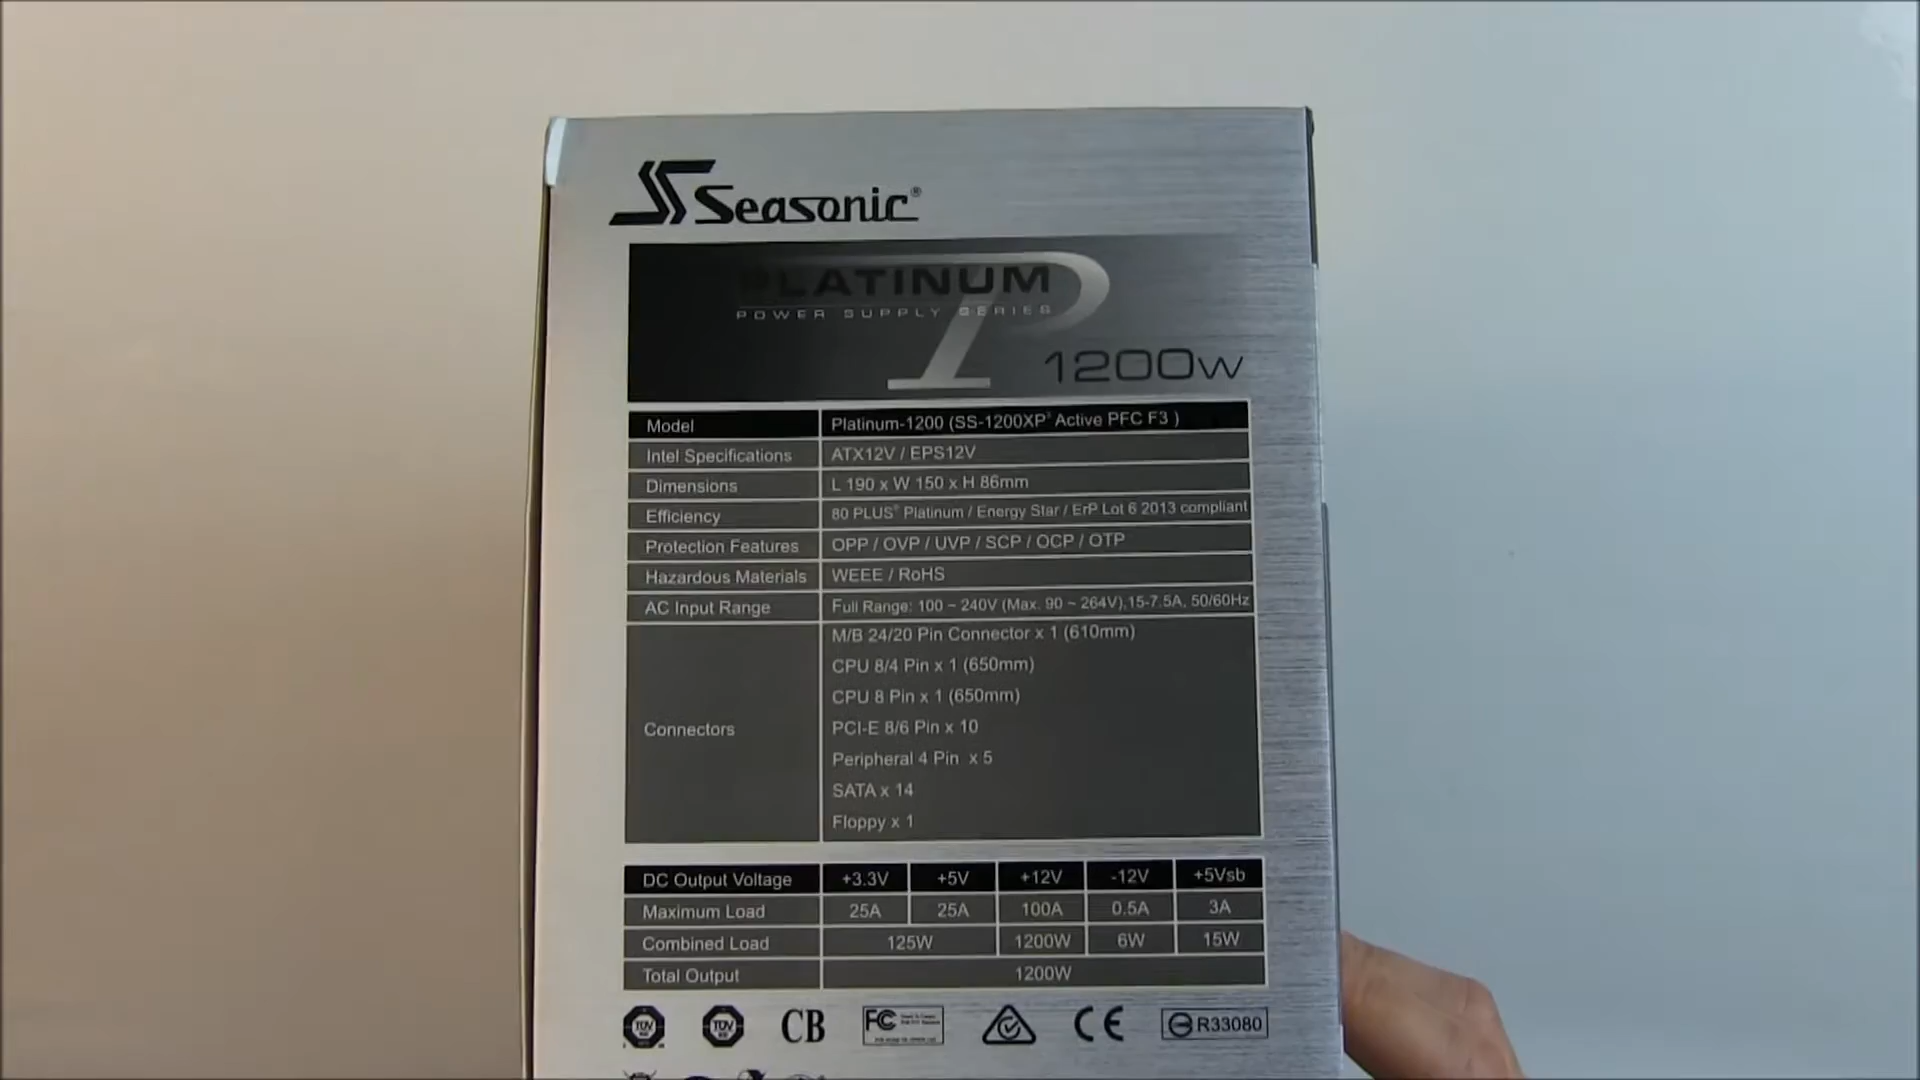 Seasonic®
PLATINUM
POWER SUPPLY SERIES
1200W
Model Platinum-1200 (SS-1200XP³ Active PFC F3 )
Intel Specifications ATX12V / EPS12V
Dimensions L 190 x W 150 x H 86mm
Efficiency 80 PLUS® Platinum / Energy Star / ErP Lot 6 2013 compliant
Protection Features OPP / OVP / UVP / SCP / OCP / OTP
Hazardous Materials WEEE / RoHS
AC Input Range Full Range: 100 ~ 240V (Max. 90 ~ 264V),15-7.5A, 50/60Hz
Connectors
M/B 24/20 Pin Connector x 1 (610mm)
CPU 8/4 Pin x 1 (650mm)
CPU 8 Pin x 1 (650mm)
PCI-E 8/6 Pin x 10
Peripheral 4 Pin x 5
SATA x 14
Floppy x 1
DC Output Voltage +3.3V +5V +12V -12V +5Vsb
Maximum Load 25A 25A 100A 0.5A 3A
Combined Load 125W 1200W 6W 15W
Total Output 1200W
TÜV TÜV CB FC CE R33080